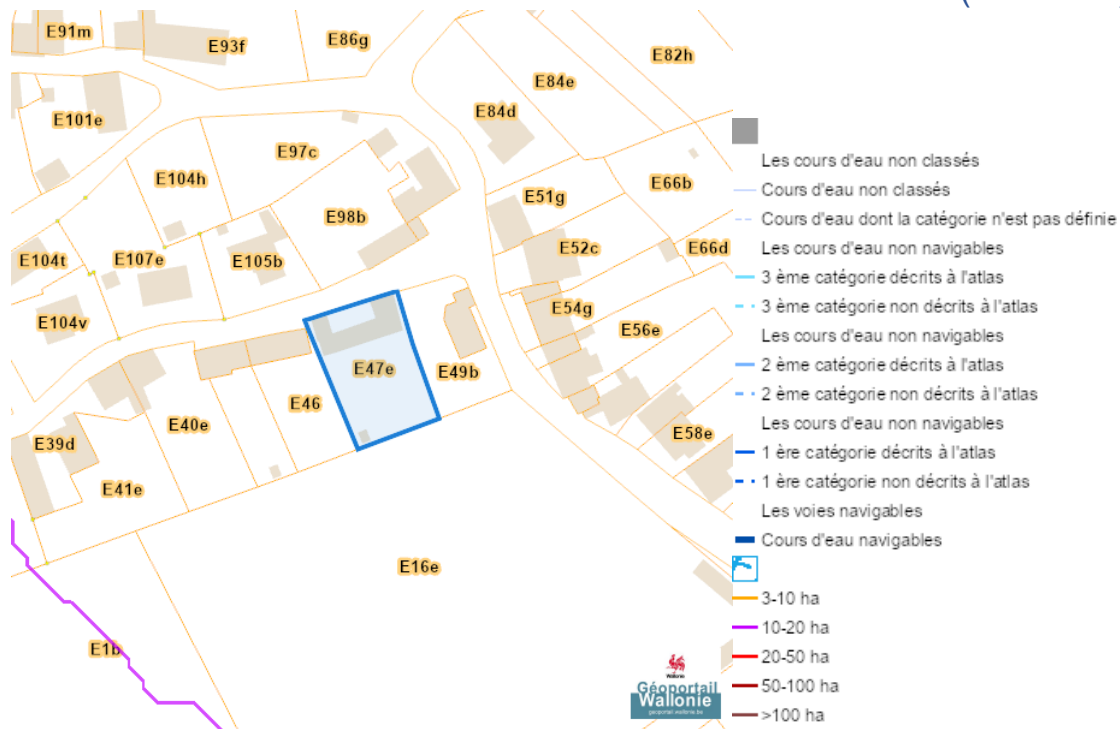 E91m
E93f
E86g
E82h
E84e
E84d
E101e
E97c
E104h
E66b
E51g
E98b
E104t
E107e
E105b
E52c
E66d
E104v
E54g
E56e
E47e
E49b
E46
E40e
E58e
E39d
E41e
E16e
E1b
Wallonie
Géoportail
Wallonie
geoportail.wallonie.be
Les cours d'eau non classés
Cours d'eau non classés
Cours d'eau dont la catégorie n'est pas définie
Les cours d'eau non navigables
3 ème catégorie décrits à l'atlas
3 ème catégorie non décrits à l'atlas
Les cours d'eau non navigables
2 ème catégorie décrits à l'atlas
2 ème catégorie non décrits à l'atlas
Les cours d'eau non navigables
1 ère catégorie décrits à l'atlas
1 ère catégorie non décrits à l'atlas
Les voies navigables
Cours d'eau navigables
3-10 ha
10-20 ha
20-50 ha
50-100 ha
>100 ha